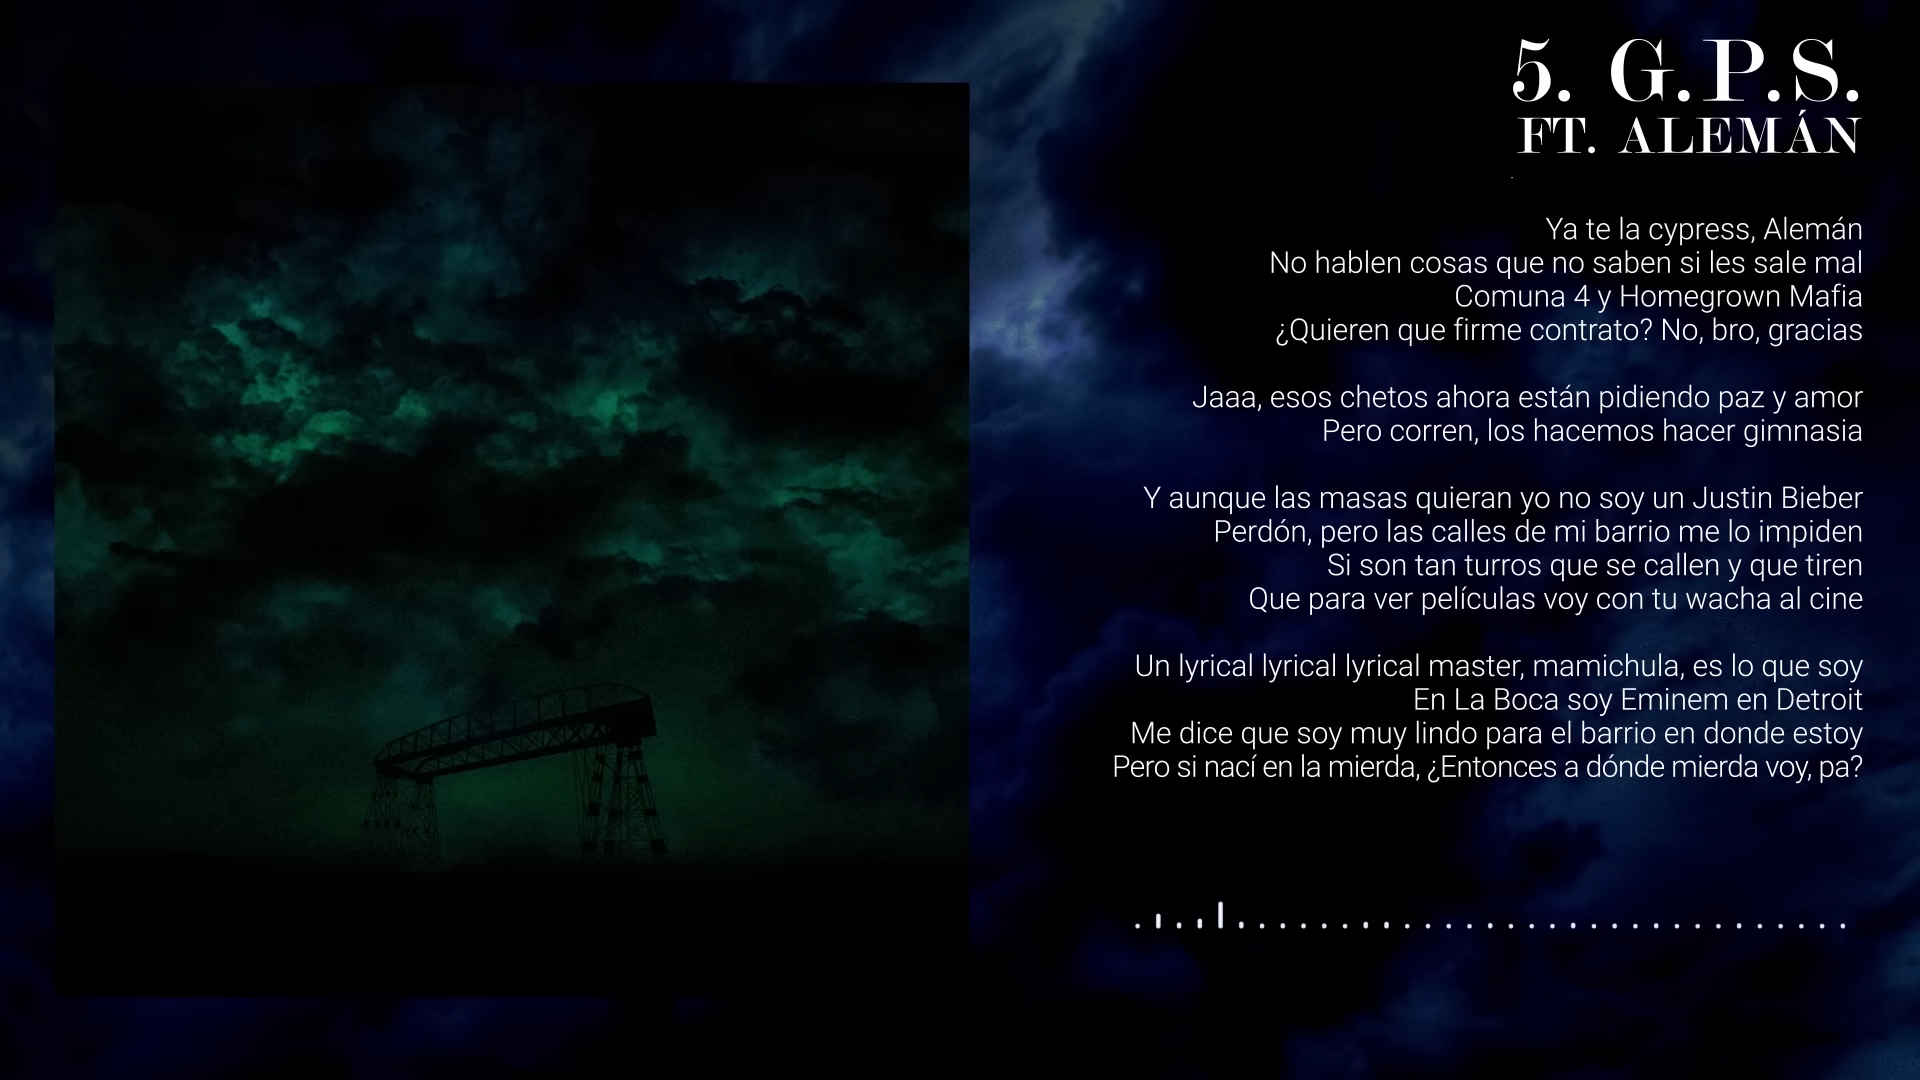 5. G.P.S.
FT. ALEMÁN
Ya te la cypress, Alemán
No hablen cosas que no saben si les sale mal
Comuna 4 y Homegrown Mafia
¿Quieren que firme contrato? No, bro, gracias
Jaaa, esos chetos ahora están pidiendo paz y amor
Pero corren, los hacemos hacer gimnasia
Y aunque las masas quieran yo no soy un Justin Bieber
Perdón, pero las calles de mi barrio me lo impiden
Si son tan turros que se callen y que tiren
Que para ver películas voy con tu wacha al cine
Un lyrical lyrical lyrical master, mamichula, es lo que soy
En La Boca soy Eminem en Detroit
Me dice que soy muy lindo para el barrio en donde estoy
Pero si nací en la mierda, ¿Entonces a dónde mierda voy, pa?